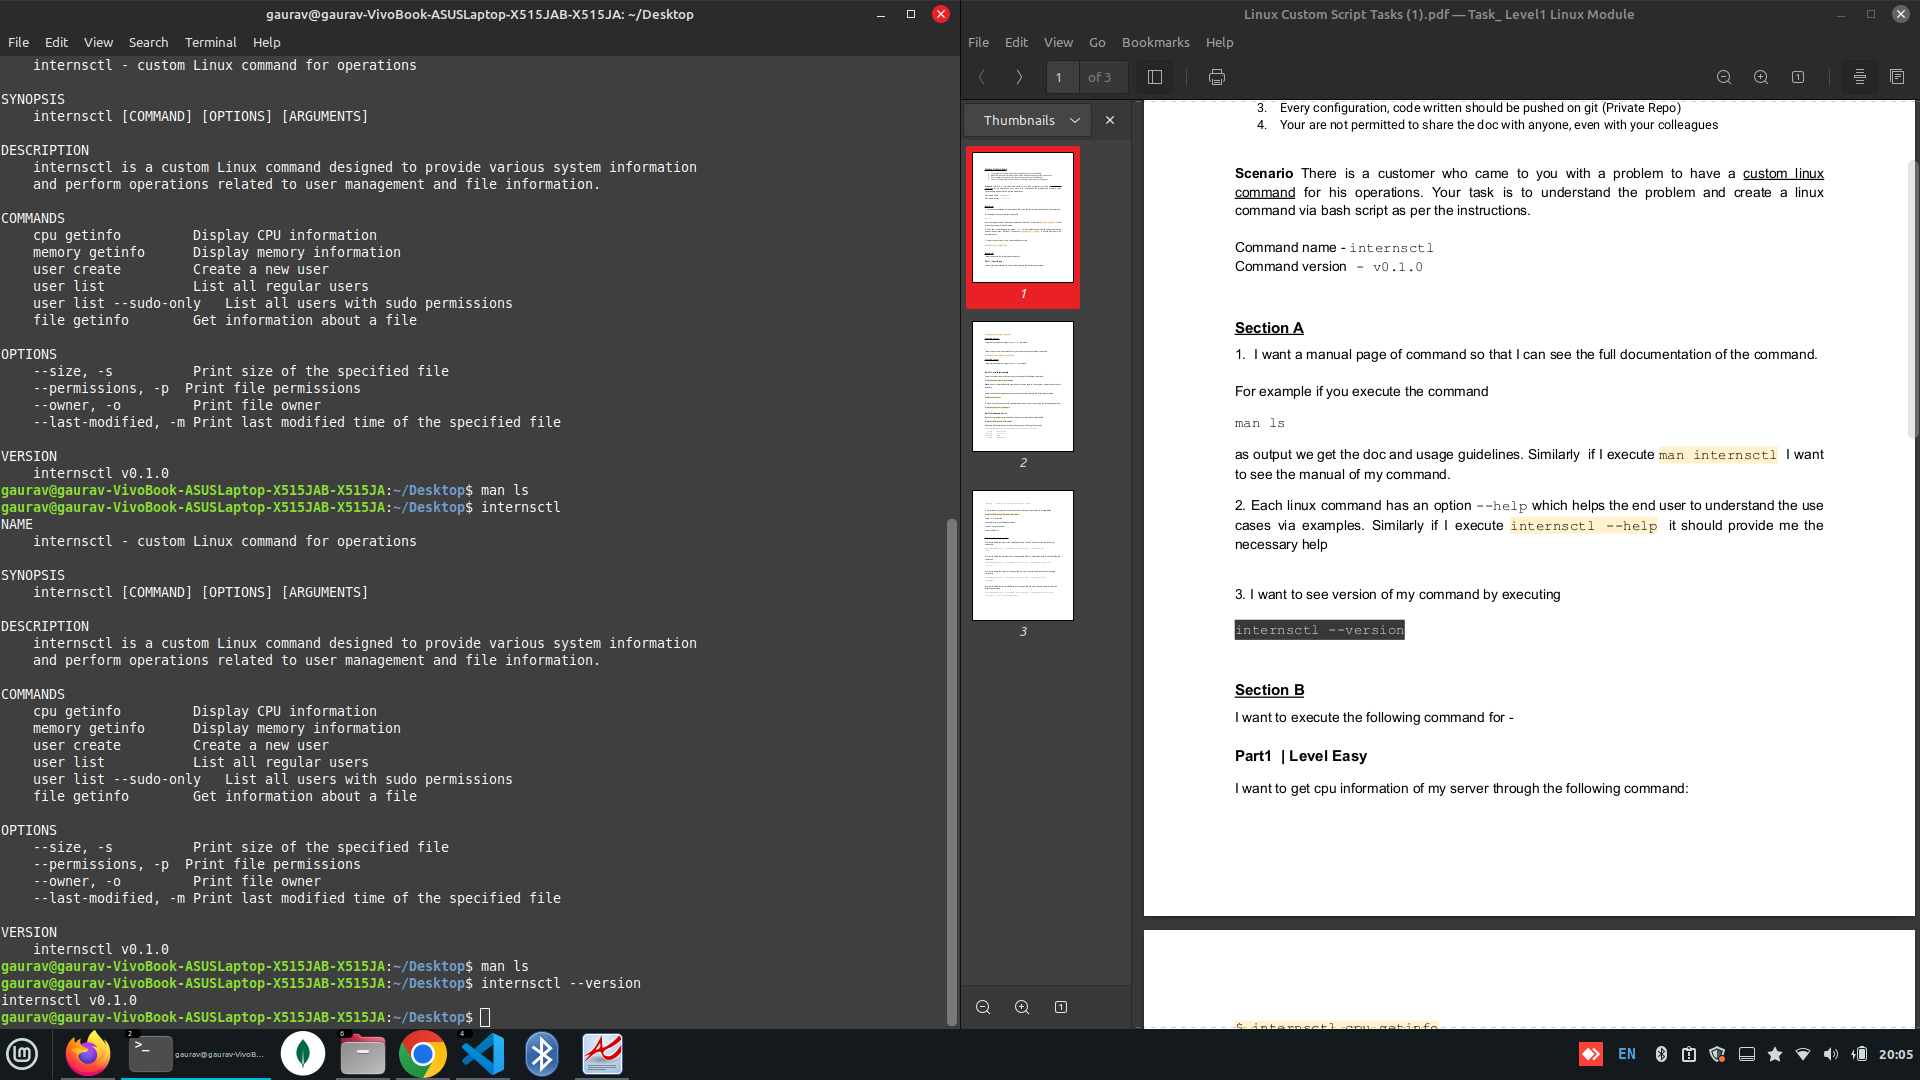 gaurav@gaurav-VivoBook-ASUSLaptop-X515JAB-X515JA: ~/Desktop
File Edit View Search Terminal Help
internsctl - custom Linux command for operations
SYNOPSIS
internsctl [COMMAND] [OPTIONS] [ARGUMENTS]
DESCRIPTION
internsctl is a custom Linux command designed to provide various system information
and perform operations related to user management and file information.
COMMANDS
cpu getinfo Display CPU information
memory getinfo Display memory information
user create Create a new user
user list List all regular users
user list --sudo-only List all users with sudo permissions
file getinfo Get information about a file
OPTIONS
--size, -s Print size of the specified file
--permissions, -p Print file permissions
--owner, -o Print file owner
--last-modified, -m Print last modified time of the specified file
VERSION
internsctl v0.1.0
gaurav@gaurav-VivoBook-ASUSLaptop-X515JAB-X515JA:~/Desktop$ man ls
gaurav@gaurav-VivoBook-ASUSLaptop-X515JAB-X515JA:~/Desktop$ internsctl
NAME
internsctl - custom Linux command for operations
SYNOPSIS
internsctl [COMMAND] [OPTIONS] [ARGUMENTS]
DESCRIPTION
internsctl is a custom Linux command designed to provide various system information
and perform operations related to user management and file information.
COMMANDS
cpu getinfo Display CPU information
memory getinfo Display memory information
user create Create a new user
user list List all regular users
user list --sudo-only List all users with sudo permissions
file getinfo Get information about a file
OPTIONS
--size, -s Print size of the specified file
--permissions, -p Print file permissions
--owner, -o Print file owner
--last-modified, -m Print last modified time of the specified file
VERSION
internsctl v0.1.0
gaurav@gaurav-VivoBook-ASUSLaptop-X515JAB-X515JA:~/Desktop$ man ls
gaurav@gaurav-VivoBook-ASUSLaptop-X515JAB-X515JA:~/Desktop$ internsctl --version
internsctl v0.1.0
gaurav@gaurav-VivoBook-ASUSLaptop-X515JAB-X515JA:~/Desktop$
Linux Custom Script Tasks (1).pdf — Task_ Level1 Linux Module
File Edit View Go Bookmarks Help
1 of 3
Thumbnails
1
2
3
3. Every configuration, code written should be pushed on git (Private Repo)
4. Your are not permitted to share the doc with anyone, even with your colleagues
Scenario There is a customer who came to you with a problem to have a custom linux
command for his operations. Your task is to understand the problem and create a linux
command via bash script as per the instructions.
Command name - internsctl
Command version - v0.1.0
Section A
1. I want a manual page of command so that I can see the full documentation of the command.
For example if you execute the command
man ls
as output we get the doc and usage guidelines. Similarly if I execute man internsctl I want
to see the manual of my command.
2. Each linux command has an option --help which helps the end user to understand the use
cases via examples. Similarly if I execute internsctl --help it should provide me the
necessary help
3. I want to see version of my command by executing
internsctl --version
Section B
I want to execute the following command for -
Part1 | Level Easy
I want to get cpu information of my server through the following command:
$ internsctl cpu getinfo
2
gaurav@gaurav-VivoB...
6
4
EN
20:05